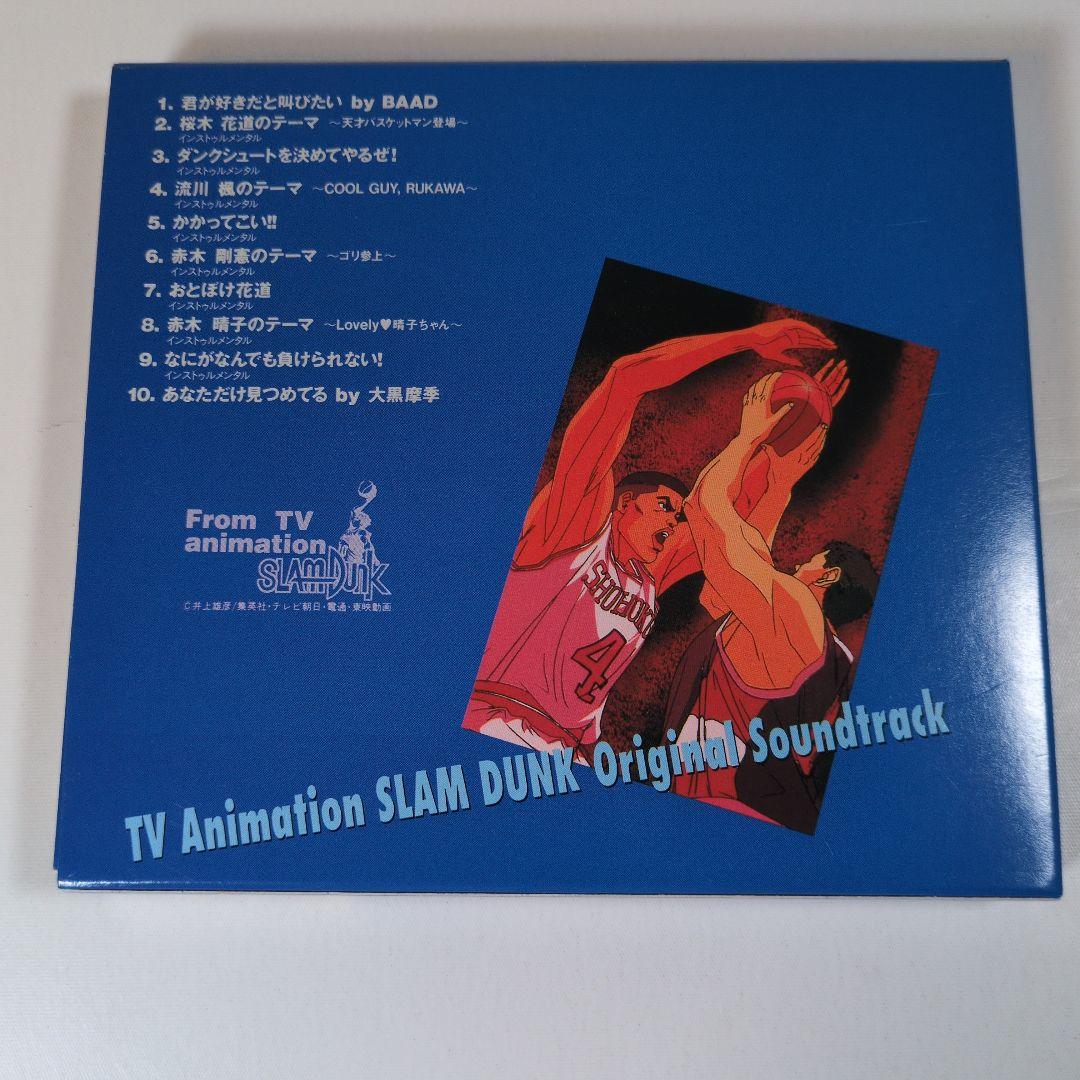 1. 君が好きだと叫びたい by BAAD
2. 桜木 花道のテーマ ～天才バスケットマン登場～
インストゥルメンタル
3. ダンクシュートを決めてやるぜ！
インストゥルメンタル
4. 流川 楓のテーマ ～COOL GUY, RUKAWA～
インストゥルメンタル
5. かかってこい!!
インストゥルメンタル
6. 赤木 剛憲のテーマ ～ゴリ参上～
インストゥルメンタル
7. おとぼけ花道
インストゥルメンタル
8. 赤木 晴子のテーマ ～Lovely♥晴子ちゃん～
インストゥルメンタル
9. なにがなんでも負けられない！
インストゥルメンタル
10. あなただけ見つめてる by 大黒摩季
From TV
animation
SLAM DUNK
©井上雄彦/集英社・テレビ朝日・電通・東映動画
SHOHOKU
4
TV Animation SLAM DUNK Original Soundtrack